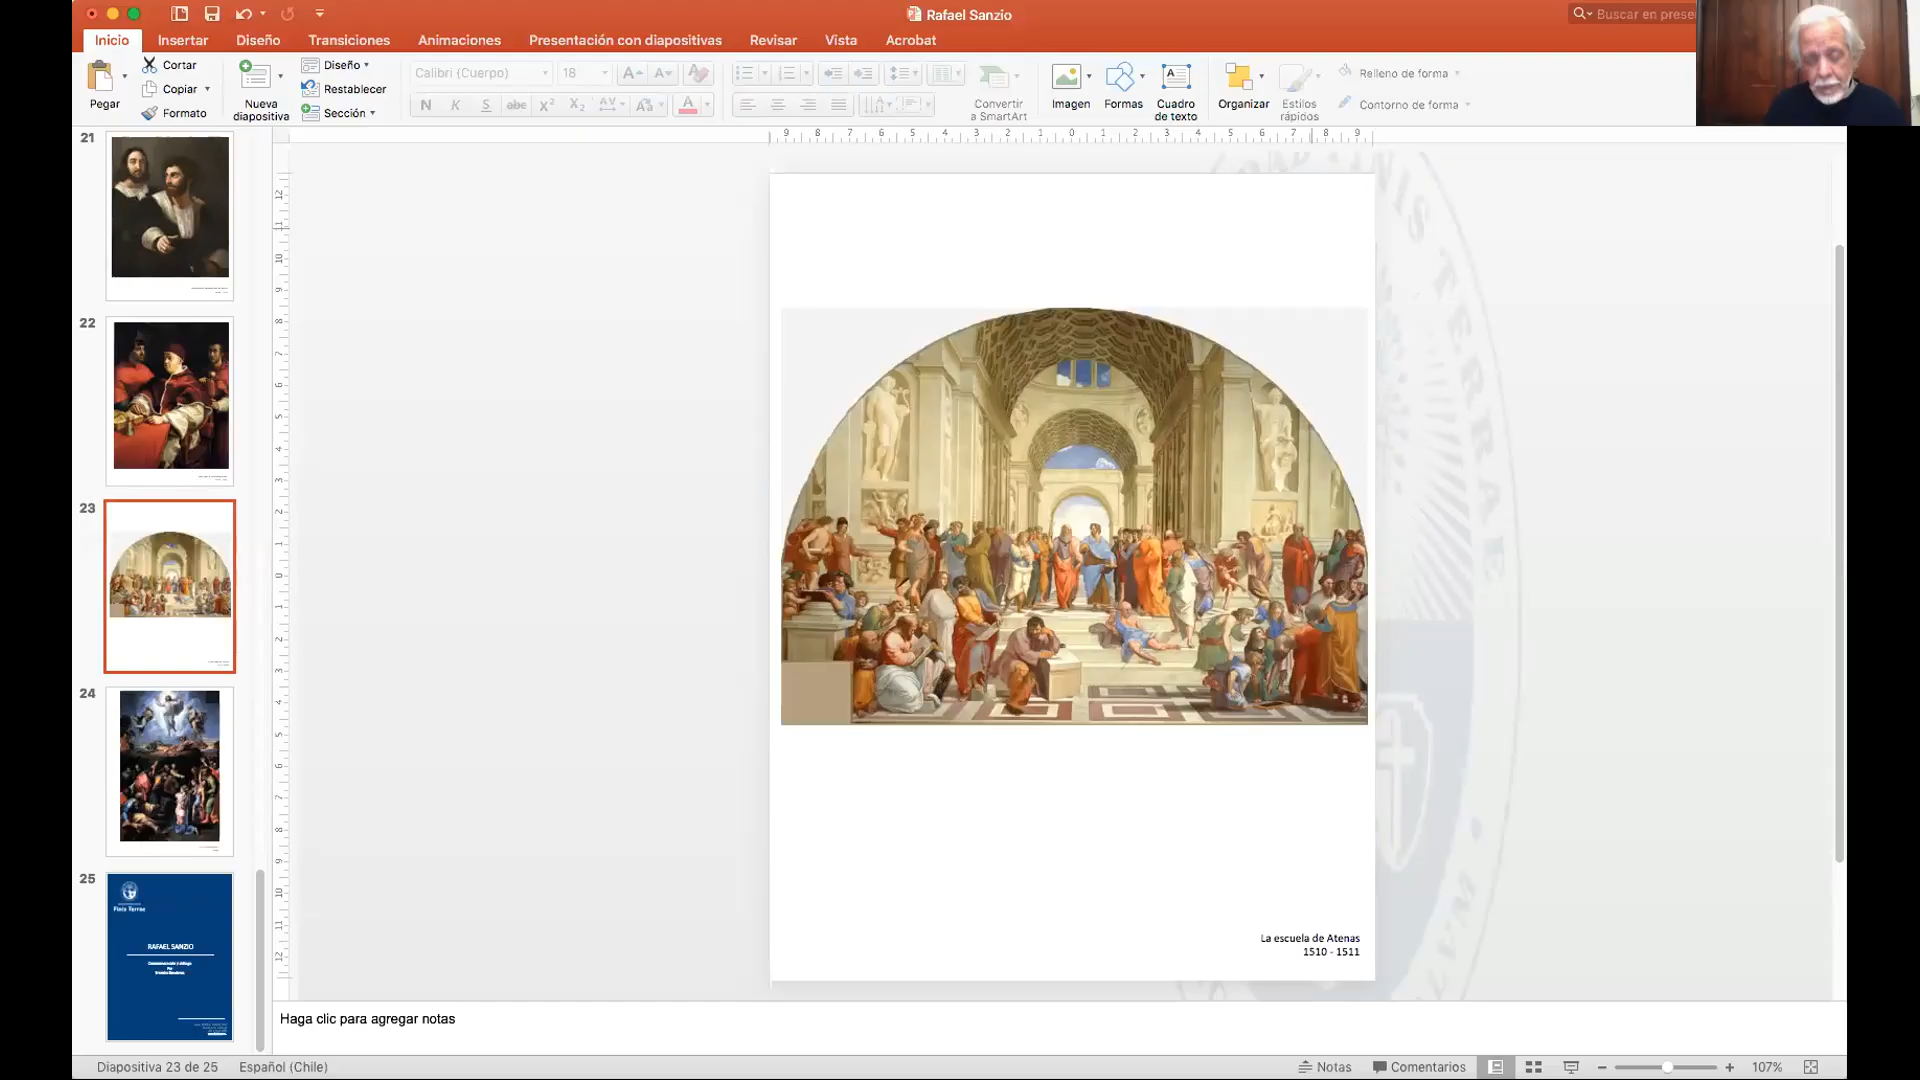 Rafael Sanzio
Buscar en prese
Inicio
Insertar
Diseño
Transiciones
Animaciones
Presentación con diapositivas
Revisar
Vista
Acrobat
Pegar
Cortar
Copiar
Formato
Nueva
diapositiva
Diseño
Restablecer
Sección
Calibri (Cuerpo)
18
Convertir
a SmartArt
Imagen
Formas
Cuadro
de texto
Organizar
Estilos
rápidos
Relleno de forma
Contorno de forma
21
22
23
24
25
Finis Terrae
RAFAEL SANZIO
La escuela de Atenas
1510 - 1511
Haga clic para agregar notas
Diapositiva 23 de 25
Español (Chile)
Notas
Comentarios
107%